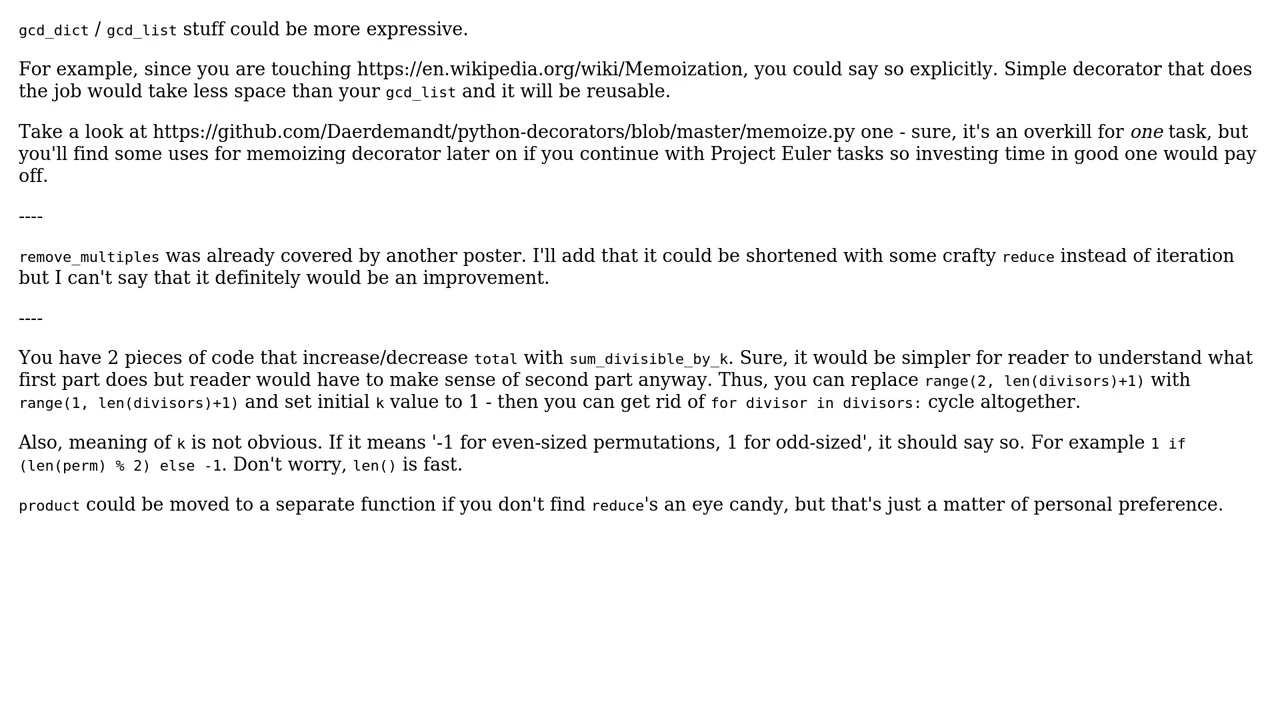 gcd_dict / gcd_list stuff could be more expressive.
For example, since you are touching https://en.wikipedia.org/wiki/Memoization, you could say so explicitly. Simple decorator that does
the job would take less space than your gcd_list and it will be reusable.
Take a look at https://github.com/Daerdemandt/python-decorators/blob/master/memoize.py one - sure, it's an overkill for one task, but
you'll find some uses for memoizing decorator later on if you continue with Project Euler tasks so investing time in good one would pay
off.
----
remove_multiples was already covered by another poster. I'll add that it could be shortened with some crafty reduce instead of iteration
but I can't say that it definitely would be an improvement.
----
You have 2 pieces of code that increase/decrease total with sum_divisible_by_k. Sure, it would be simpler for reader to understand what
first part does but reader would have to make sense of second part anyway. Thus, you can replace range(2, len(divisors)+1) with
range(1, len(divisors)+1) and set initial k value to 1 - then you can get rid of for divisor in divisors: cycle altogether.
Also, meaning of k is not obvious. If it means '-1 for even-sized permutations, 1 for odd-sized', it should say so. For example 1 if
(len(perm) % 2) else -1. Don't worry, len() is fast.
product could be moved to a separate function if you don't find reduce's an eye candy, but that's just a matter of personal preference.